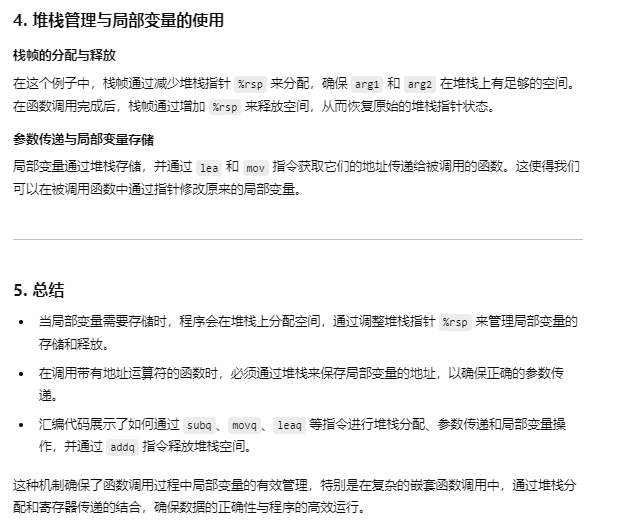 4. 堆栈管理与局部变量的使用
栈帧的分配与释放
在这个例子中，栈帧通过减少堆栈指针 %rsp 来分配，确保 arg1 和 arg2 在堆栈上有足够的空间。
在函数调用完成后，栈帧通过增加 %rsp 来释放空间，从而恢复原始的堆栈指针状态。
参数传递与局部变量存储
局部变量通过堆栈存储，并通过 lea 和 mov 指令获取它们的地址传递给被调用的函数。这使得我们
可以在被调用函数中通过指针修改原来的局部变量。
5. 总结
• 当局部变量需要存储时，程序会在堆栈上分配空间，通过调整堆栈指针 %rsp 来管理局部变量的
存储和释放。
• 在调用带有地址运算符的函数时，必须通过堆栈来保存局部变量的地址，以确保正确的参数传
递。
• 汇编代码展示了如何通过 subq、movq、leaq 等指令进行堆栈分配、参数传递和局部变量操
作，并通过 addq 指令释放堆栈空间。
这种机制确保了函数调用过程中局部变量的有效管理，特别是在复杂的嵌套函数调用中，通过堆栈分
配和寄存器传递的结合，确保数据的正确性与程序的高效运行。